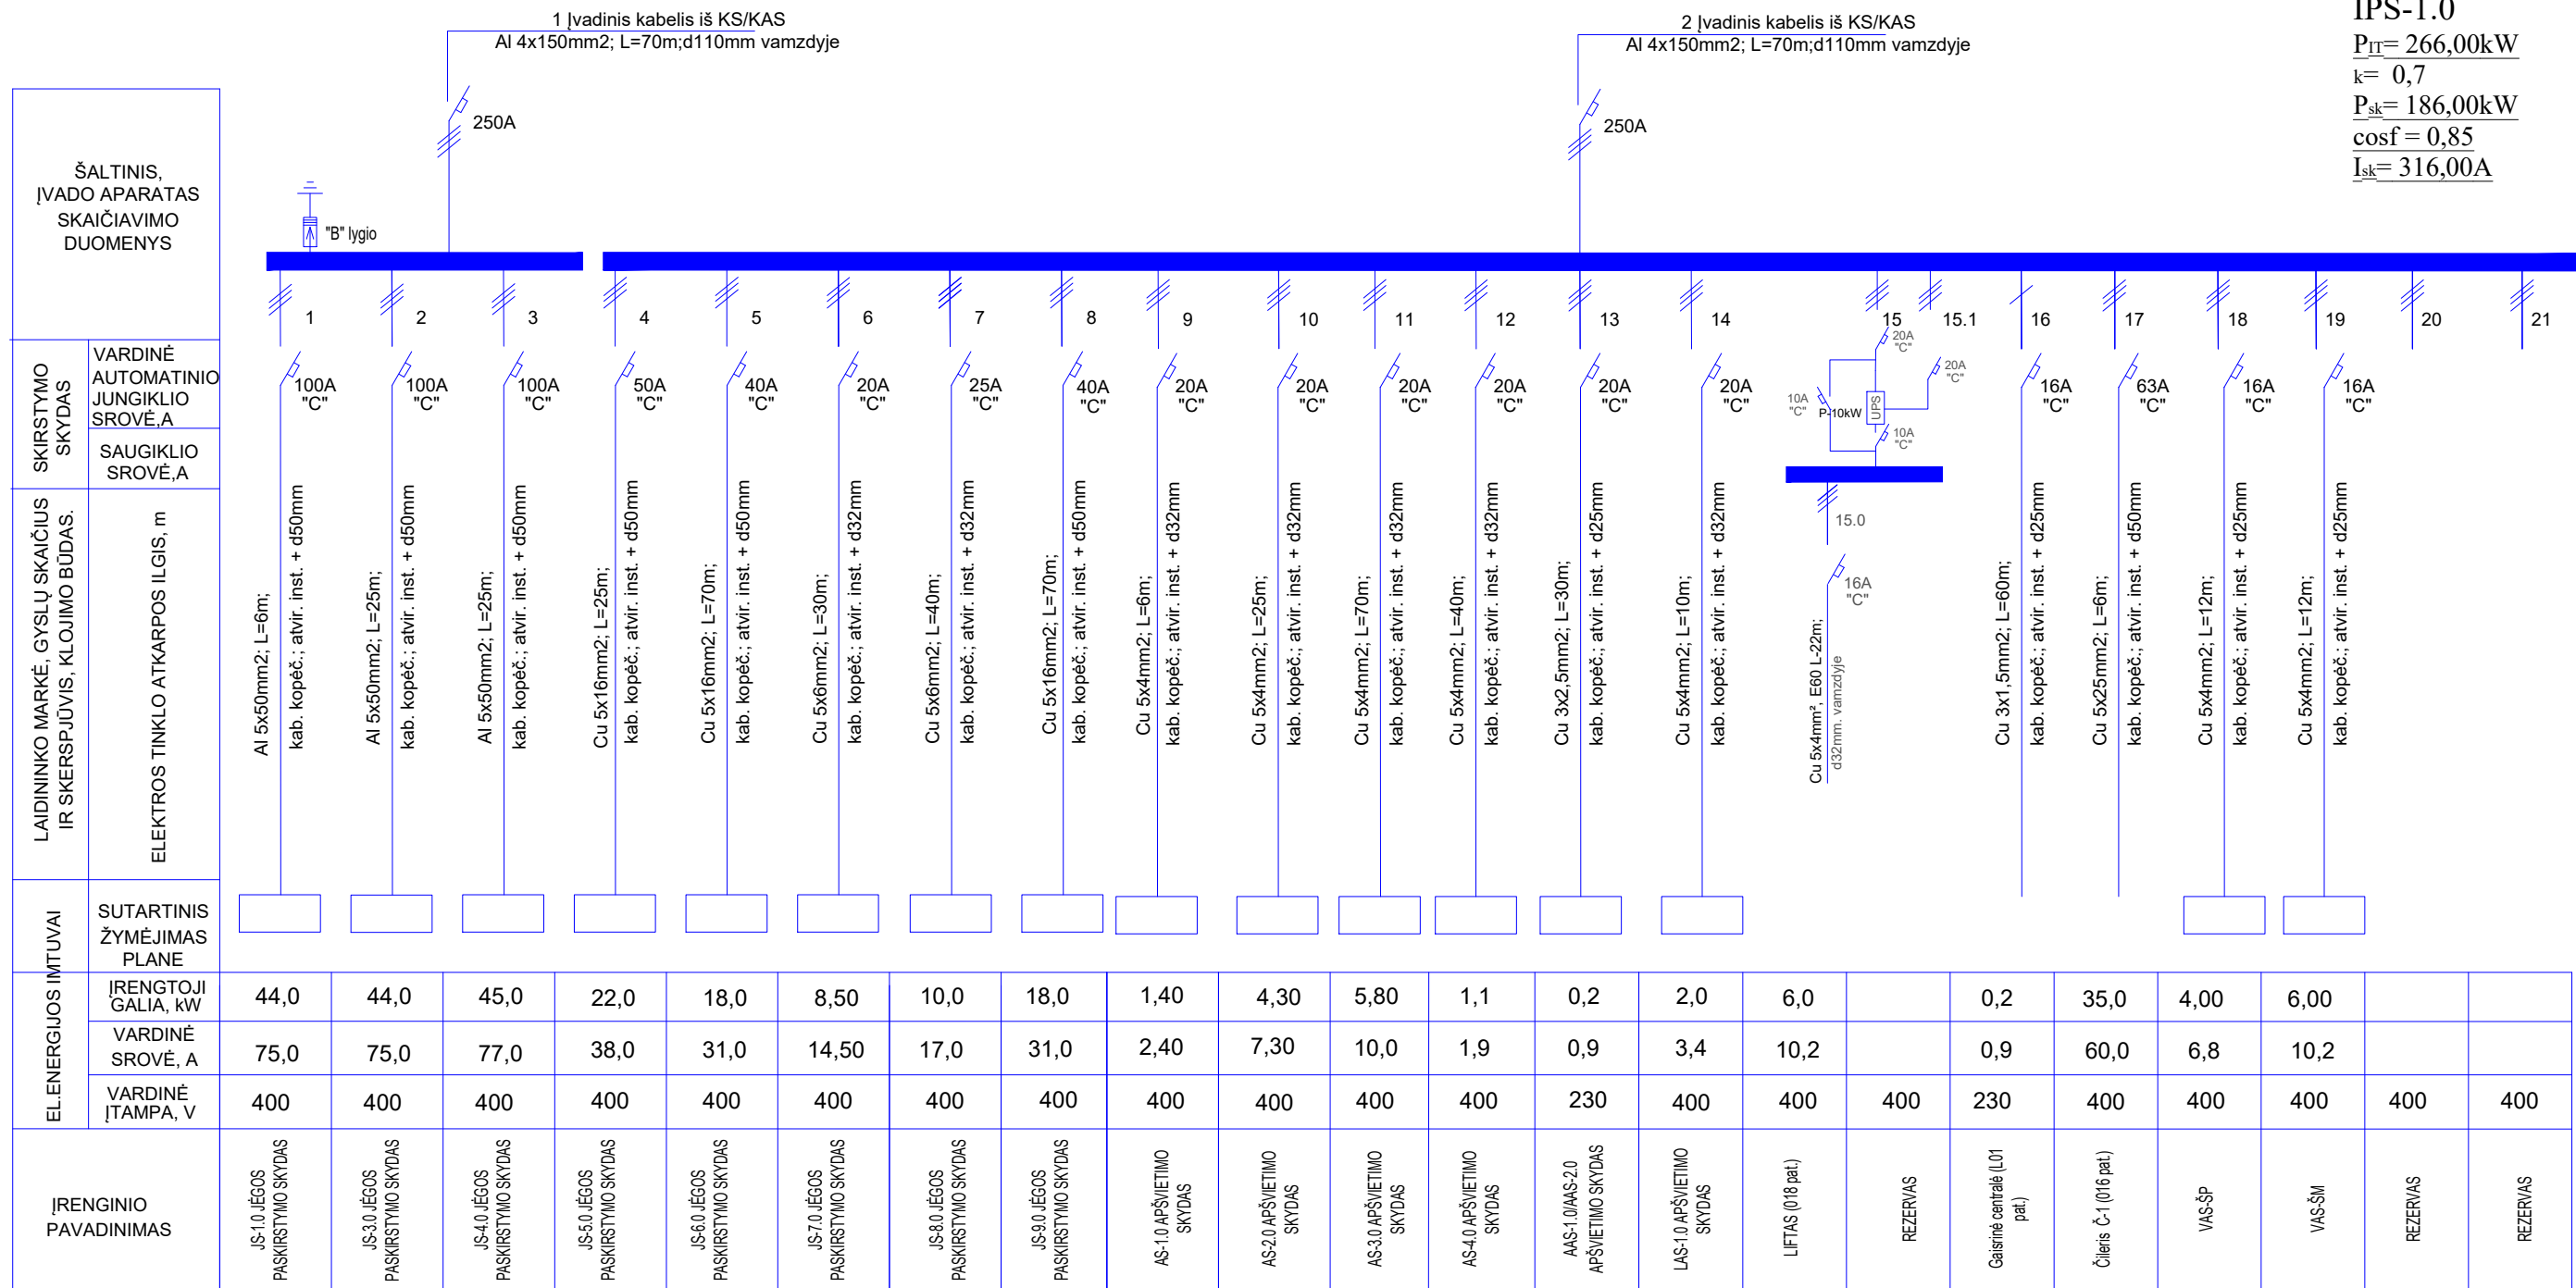 1 Įvadinis kabelis iš KS/KAS
Al 4x150mm2; L=70m;d110mm vamzdyje
2 Įvadinis kabelis iš KS/KAS
Al 4x150mm2; L=70m;d110mm vamzdyje
IPS-1.0
PIT= 266,00kW
k= 0,7
Psk= 186,00kW
cosf = 0,85
Isk= 316,00A
250A
250A
ŠALTINIS,
ĮVADO APARATAS
SKAIČIAVIMO
DUOMENYS
"B" lygio
1 2 3 4 5 6 7 8 9 10 11 12 13 14 15 15.1 16 17 18 19 20 21
SKIRSTYMO
SKYDAS
VARDINĖ
AUTOMATINIO
JUNGIKLIO
SROVĖ,A
SAUGIKLIO
SROVĖ,A
100A
"C"
100A
"C"
100A
"C"
50A
"C"
40A
"C"
20A
"C"
25A
"C"
40A
"C"
20A
"C"
20A
"C"
20A
"C"
20A
"C"
20A
"C"
20A
"C"
20A
"C"
20A
"C"
10A
"C"
P-10kW
UPS
10A
"C"
15.0
16A
"C"
16A
"C"
63A
"C"
16A
"C"
16A
"C"
LAIDININKO MARKĖ, GYSLŲ SKAIČIUS
IR SKERSPJŪVIS, KLOJIMO BŪDAS.
ELEKTROS TINKLO ATKARPOS ILGIS, m
Al 5x50mm2; L=6m;
kab. kopėč.; atvir. inst. + d50mm
Al 5x50mm2; L=25m;
kab. kopėč.; atvir. inst. + d50mm
Al 5x50mm2; L=25m;
kab. kopėč.; atvir. inst. + d50mm
Cu 5x16mm2; L=25m;
kab. kopėč.; atvir. inst. + d50mm
Cu 5x16mm2; L=70m;
kab. kopėč.; atvir. inst. + d50mm
Cu 5x6mm2; L=30m;
kab. kopėč.; atvir. inst. + d32mm
Cu 5x6mm2; L=40m;
kab. kopėč.; atvir. inst. + d32mm
Cu 5x16mm2; L=70m;
kab. kopėč.; atvir. inst. + d50mm
Cu 5x4mm2; L=6m;
kab. kopėč.; atvir. inst. + d32mm
Cu 5x4mm2; L=25m;
kab. kopėč.; atvir. inst. + d32mm
Cu 5x4mm2; L=70m;
kab. kopėč.; atvir. inst. + d32mm
Cu 5x4mm2; L=40m;
kab. kopėč.; atvir. inst. + d32mm
Cu 3x2,5mm2; L=30m;
kab. kopėč.; atvir. inst. + d25mm
Cu 5x4mm2; L=10m;
kab. kopėč.; atvir. inst. + d32mm
Cu 5x4mm², E60 L-22m;
d32mm. vamzdyje
Cu 3x1,5mm2; L=60m;
kab. kopėč.; atvir. inst. + d25mm
Cu 5x25mm2; L=6m;
kab. kopėč.; atvir. inst. + d50mm
Cu 5x4mm2; L=12m;
kab. kopėč.; atvir. inst. + d25mm
Cu 5x4mm2; L=12m;
kab. kopėč.; atvir. inst. + d25mm
EL.ENERGIJOS IMTUVAI
SUTARTINIS
ŽYMĖJIMAS
PLANE
ĮRENGTOJI
GALIA, kW
44,0 44,0 45,0 22,0 18,0 8,50 10,0 18,0 1,40 4,30 5,80 1,1 0,2 2,0 6,0 0,2 35,0 4,00 6,00
VARDINĖ
SROVĖ, A
75,0 75,0 77,0 38,0 31,0 14,50 17,0 31,0 2,40 7,30 10,0 1,9 0,9 3,4 10,2 0,9 60,0 6,8 10,2
VARDINĖ
ĮTAMPA, V
400 400 400 400 400 400 400 400 400 400 400 400 230 400 400 400 230 400 400 400 400 400
ĮRENGINIO
PAVADINIMAS
JS-1.0 JĖGOS
PASKIRSTYMO SKYDAS
JS-3.0 JĖGOS
PASKIRSTYMO SKYDAS
JS-4.0 JĖGOS
PASKIRSTYMO SKYDAS
JS-5.0 JĖGOS
PASKIRSTYMO SKYDAS
JS-6.0 JĖGOS
PASKIRSTYMO SKYDAS
JS-7.0 JĖGOS
PASKIRSTYMO SKYDAS
JS-8.0 JĖGOS
PASKIRSTYMO SKYDAS
JS-9.0 JĖGOS
PASKIRSTYMO SKYDAS
AS-1.0 APŠVIETIMO
SKYDAS
AS-2.0 APŠVIETIMO
SKYDAS
AS-3.0 APŠVIETIMO
SKYDAS
AS-4.0 APŠVIETIMO
SKYDAS
AAS-1.0/AAS-2.0
APŠVIETIMO SKYDAS
LAS-1.0 APŠVIETIMO
SKYDAS
LIFTAS (018 pat.)
REZERVAS
Gaisrinė centralė (L01
pat.)
Čileris Č-1 (016 pat.)
VAS-ŠP
VAS-ŠM
REZERVAS
REZERVAS